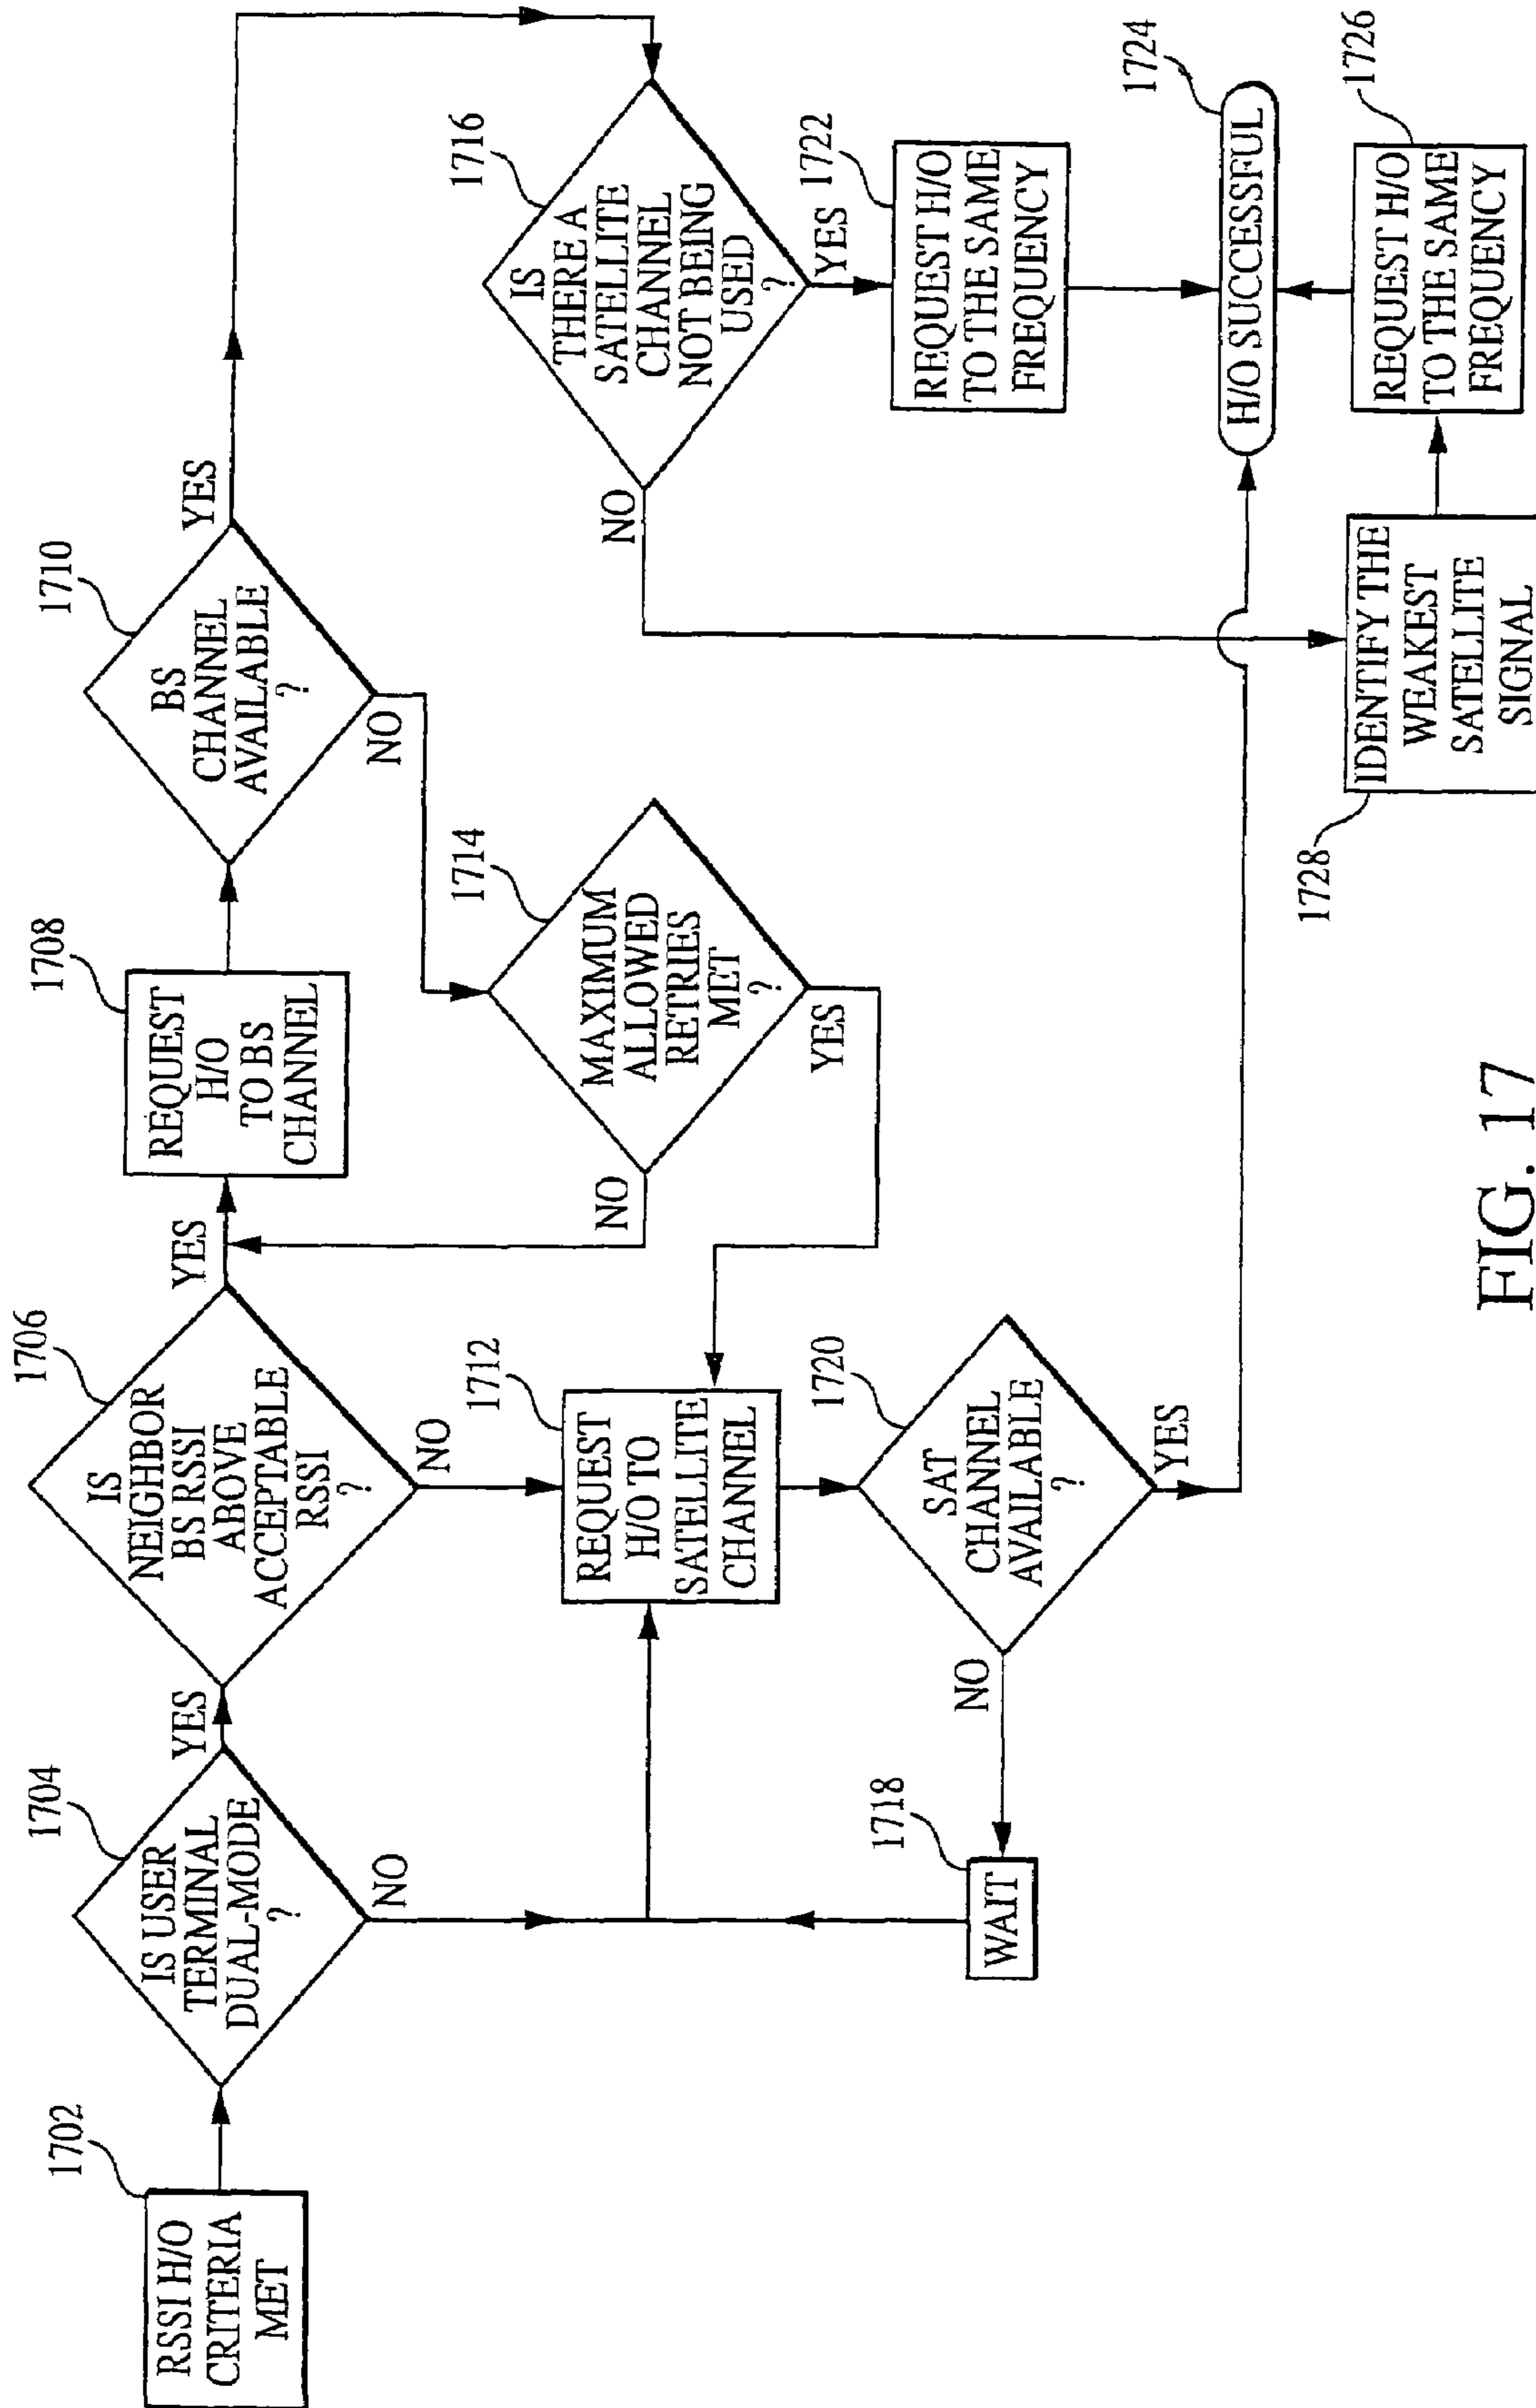 1702
RSSI H/O
CRITERIA
MET
1704
IS USER
TERMINAL
DUAL-MODE
?
YES
NO
1706
IS
NEIGHBOR
BS RSSI
ABOVE
ACCEPTABLE
RSSI
?
YES
NO
1708
REQUEST
H/O
TO BS
CHANNEL
1710
BS
CHANNEL
AVAILABLE
?
YES
NO
1714
MAXIMUM
ALLOWED
RETRIES
MET
?
NO
YES
1712
REQUEST
H/O TO
SATELLITE
CHANNEL
1720
SAT
CHANNEL
AVAILABLE
?
NO
YES
1718
WAIT
1716
IS
THERE A
SATELLITE
CHANNEL
NOT BEING
USED
?
NO
YES
1722
REQUEST H/O
TO THE SAME
FREQUENCY
1724
H/O SUCCESSFUL
1728
IDENTIFY THE
WEAKEST
SATELLITE
SIGNAL
1726
REQUEST H/O
TO THE SAME
FREQUENCY
FIG. 17